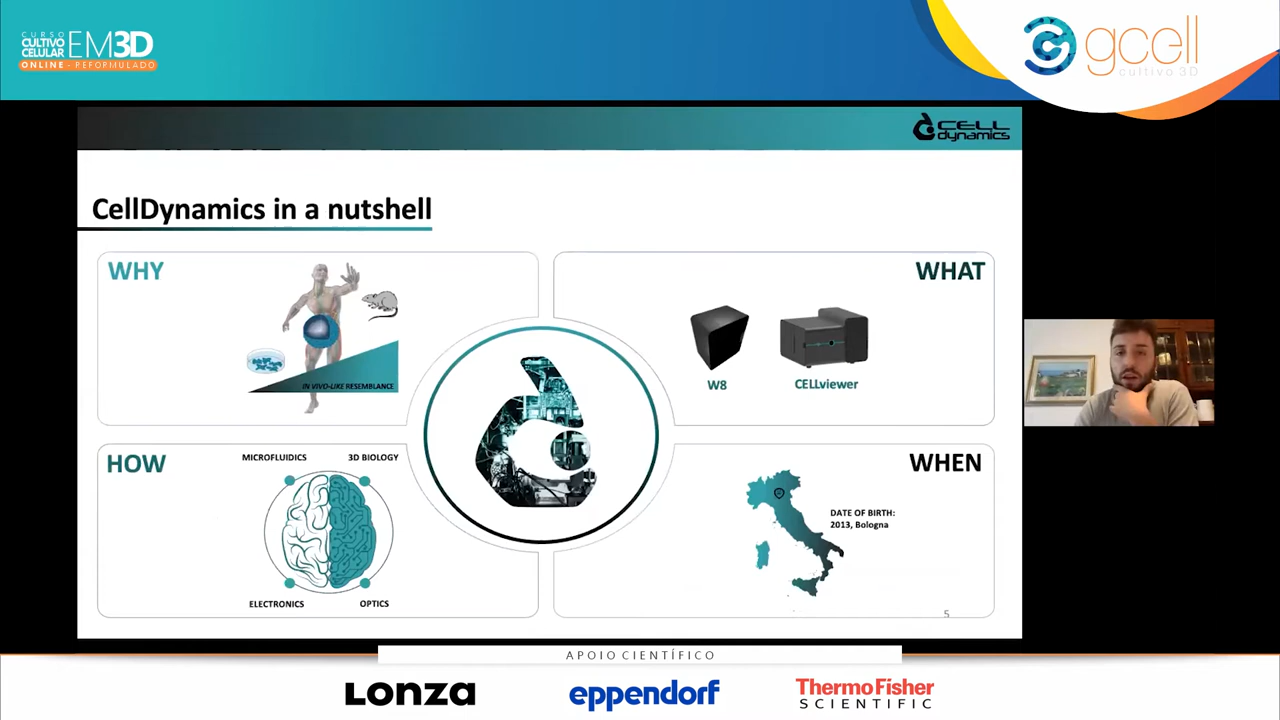 CURSO
CULTIVO
CELULAR
EM3D
ONLINE - REFORMULADO
gcell
cultivo 3D
CELL
dynamics
CellDynamics in a nutshell
WHY
IN VIVO-LIKE RESEMBLANCE
WHAT
W8
CELLviewer
HOW
MICROFLUIDICS
3D BIOLOGY
ELECTRONICS
OPTICS
WHEN
DATE OF BIRTH:
2013, Bologna
5
APOIO CIENTÍFICO
Lonza
eppendorf
ThermoFisher
SCIENTIFIC